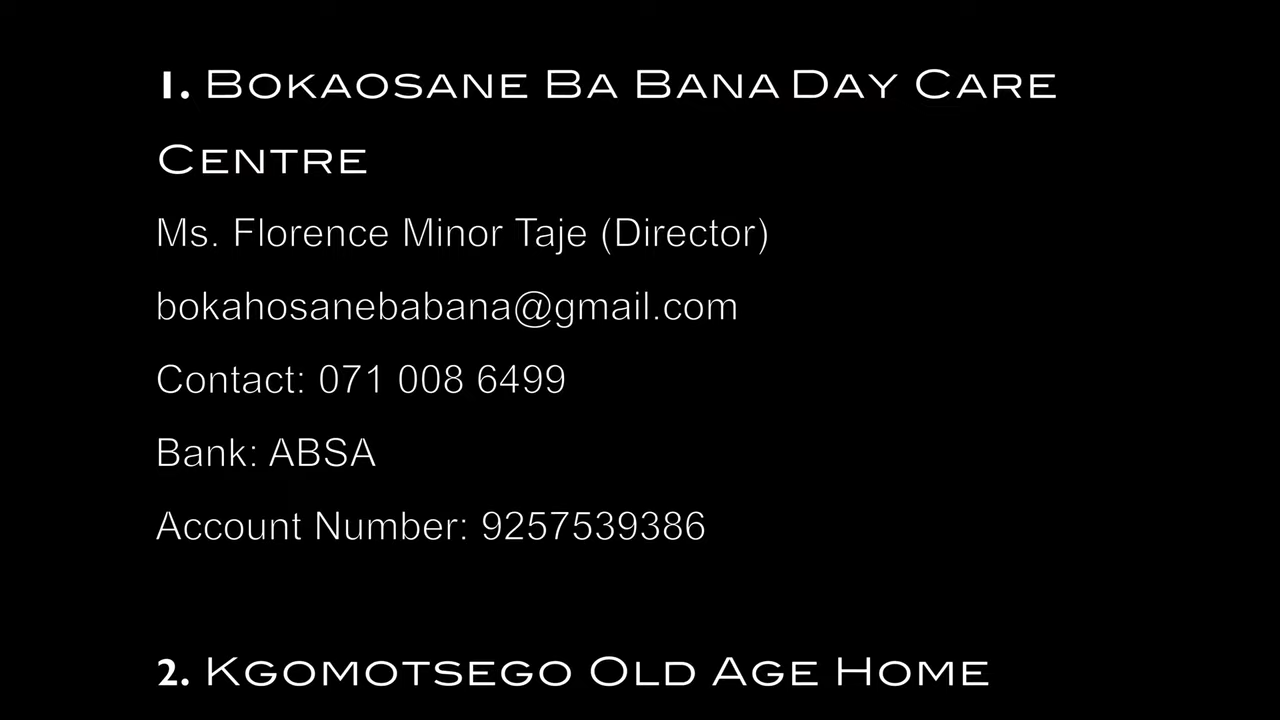 1. Bokaosane Ba Bana Day Care
Centre
Ms. Florence Minor Taje (Director)
bokahosanebabana@gmail.com
Contact: 071 008 6499
Bank: ABSA
Account Number: 9257539386
2. Kgomotsego Old Age Home